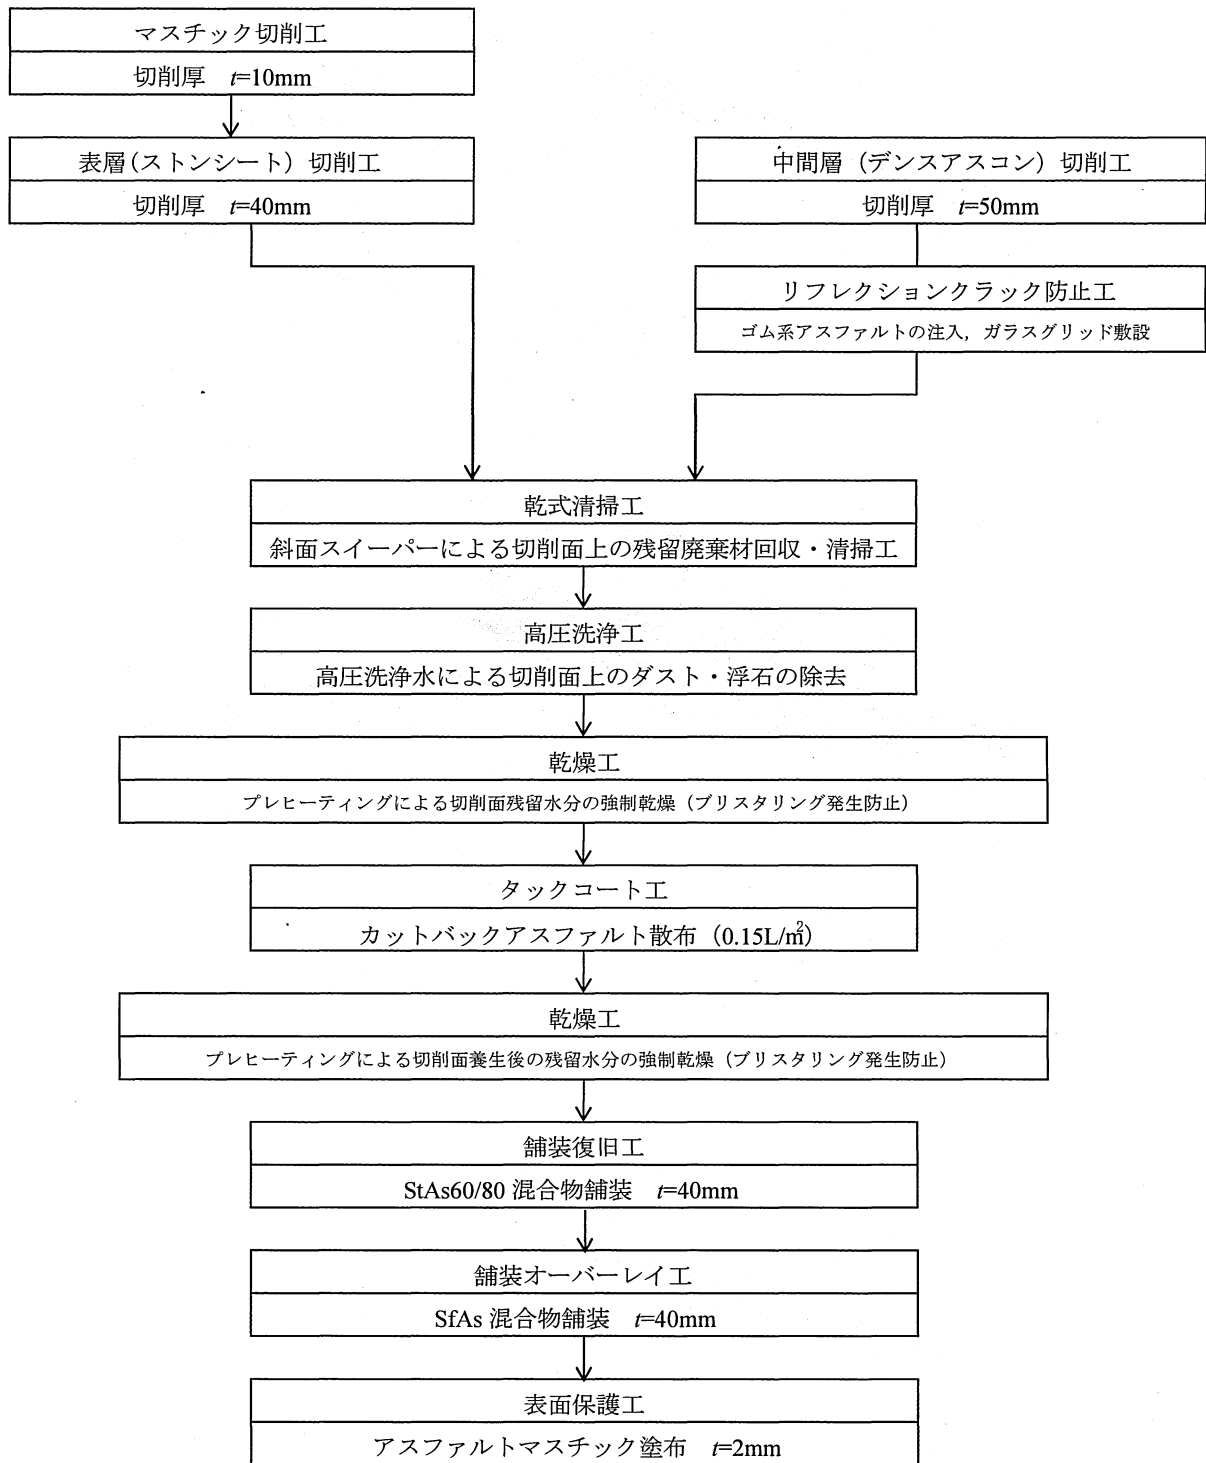 マスチック切削工
切削厚　t=10mm
表層(ストンシート)切削工
切削厚　t=40mm
中間層（デンスアスコン）切削工
切削厚　t=50mm
リフレクションクラック防止工
ゴム系アスファルトの注入，ガラスグリッド敷設
乾式清掃工
斜面スイーパーによる切削面上の残留廃棄材回収・清掃工
高圧洗浄工
高圧洗浄水による切削面上のダスト・浮石の除去
乾燥工
プレヒーティングによる切削面残留水分の強制乾燥（ブリスタリング発生防止）
タックコート工
カットバックアスファルト散布（0.15L/㎡）
乾燥工
プレヒーティングによる切削面養生後の残留水分の強制乾燥（ブリスタリング発生防止）
舗装復旧工
StAs60/80 混合物舗装　t=40mm
舗装オーバーレイ工
SfAs 混合物舗装　t=40mm
表面保護工
アスファルトマスチック塗布　t=2mm